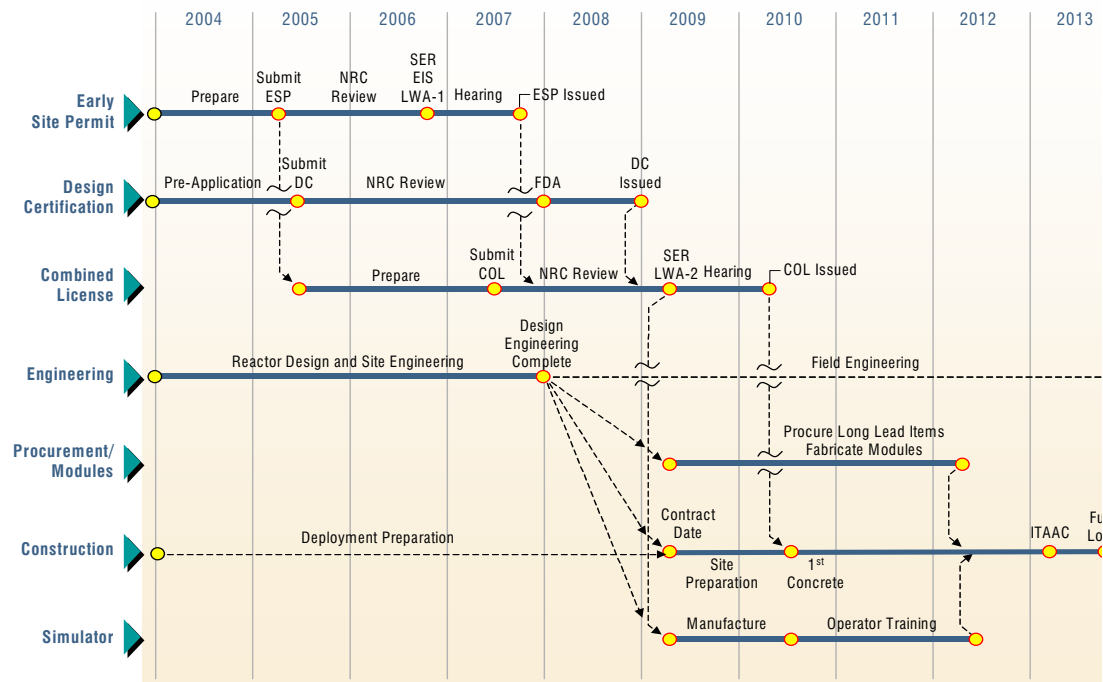 2004 2005 2006 2007 2008 2009 2010 2011 2012 2013
Early
Site Permit
Prepare
Submit
ESP
NRC
Review
SER
EIS
LWA-1
Hearing
ESP Issued
Design
Certification
Pre-Application
Submit
DC
NRC Review
FDA
DC
Issued
Combined
License
Prepare
Submit
COL
NRC Review
SER
LWA-2
Hearing
COL Issued
Engineering
Reactor Design and Site Engineering
Design
Engineering
Complete
Field Engineering
Procurement/
Modules
Procure Long Lead Items
Fabricate Modules
Construction
Deployment Preparation
Contract
Date
Site
Preparation
1st
Concrete
ITAAC
Fu
Lo
Simulator
Manufacture
Operator Training